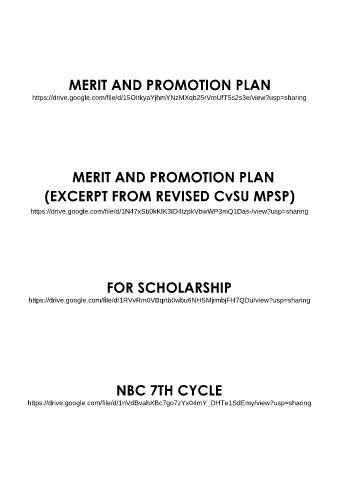 MERIT AND PROMOTION PLAN
https://drive.google.com/file/d/15OItkyaYjhmYNzMXqb25rVmUfT5s2s3e/view?usp=sharing
MERIT AND PROMOTION PLAN
(EXCERPT FROM REVISED CvSU MPSP)
https://drive.google.com/file/d/1N47xSb0kKlK3lD4tzpkVbwWP3mQ1Das-/view?usp=sharing
FOR SCHOLARSHIP
https://drive.google.com/file/d/1RVvRm0VBqrtb0wbu6NHSMjrmbjFH7QDu/view?usp=sharing
NBC 7TH CYCLE
https://drive.google.com/file/d/1nVdBvahXBc7go7zYx04mY_DHTe1SdEmy/view?usp=sharing